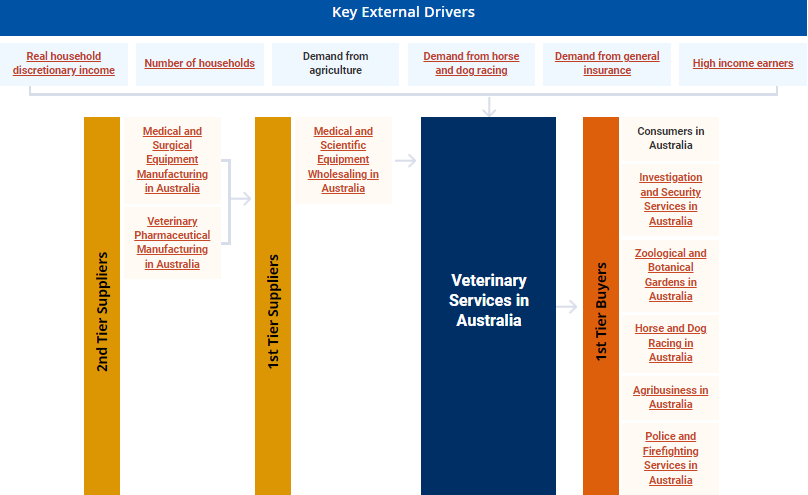 Key External Drivers
Real household
discretionary income
Number of households
Demand from
agriculture
Demand from horse
and dog racing
Demand from general
insurance
High income earners
2nd Tier Suppliers
Medical and
Surgical
Equipment
Manufacturing
in Australia
Veterinary
Pharmaceutical
Manufacturing
in Australia
1st Tier Suppliers
Medical and
Scientific
Equipment
Wholesaling in
Australia
Veterinary
Services in
Australia
1st Tier Buyers
Consumers in
Australia
Investigation
and Security
Services in
Australia
Zoological and
Botanical
Gardens in
Australia
Horse and Dog
Racing in
Australia
Agribusiness in
Australia
Police and
Firefighting
Services in
Australia